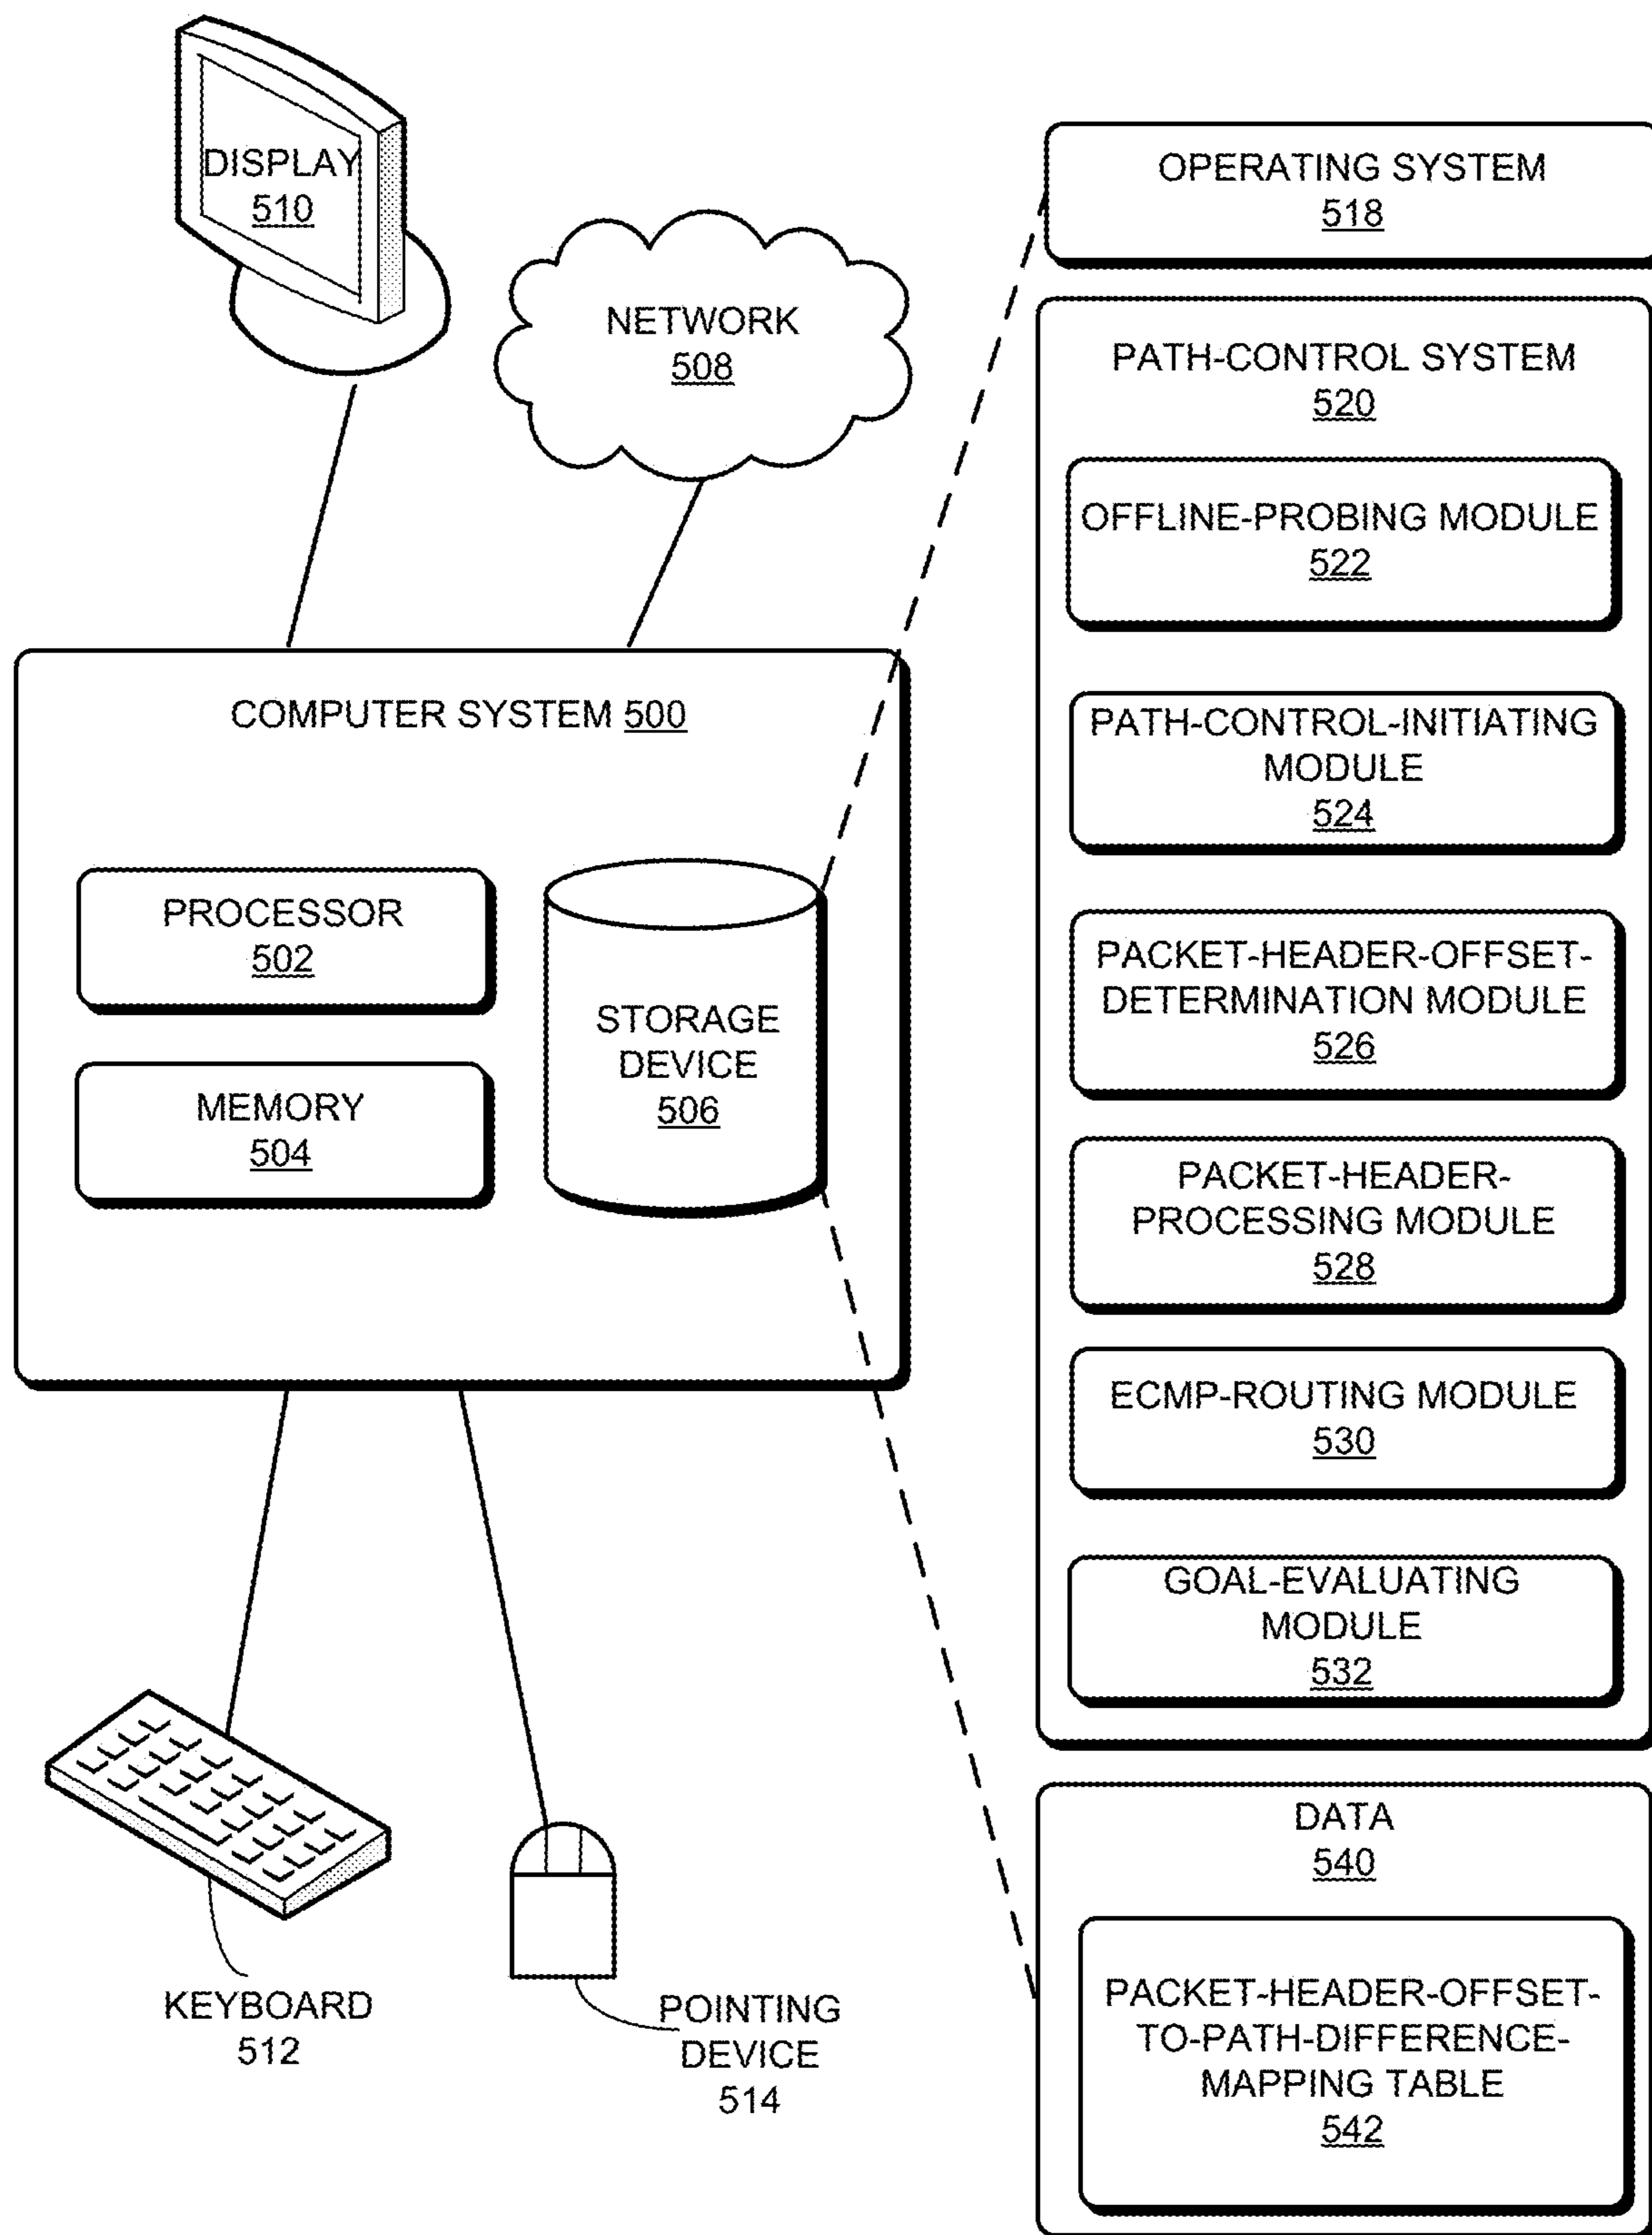 DISPLAY
510
NETWORK
508
COMPUTER SYSTEM 500
PROCESSOR
502
MEMORY
504
STORAGE
DEVICE
506
KEYBOARD
512
POINTING
DEVICE
514
OPERATING SYSTEM
518
PATH-CONTROL SYSTEM
520
OFFLINE-PROBING MODULE
522
PATH-CONTROL-INITIATING
MODULE
524
PACKET-HEADER-OFFSET-
DETERMINATION MODULE
526
PACKET-HEADER-
PROCESSING MODULE
528
ECMP-ROUTING MODULE
530
GOAL-EVALUATING
MODULE
532
DATA
540
PACKET-HEADER-OFFSET-
TO-PATH-DIFFERENCE-
MAPPING TABLE
542